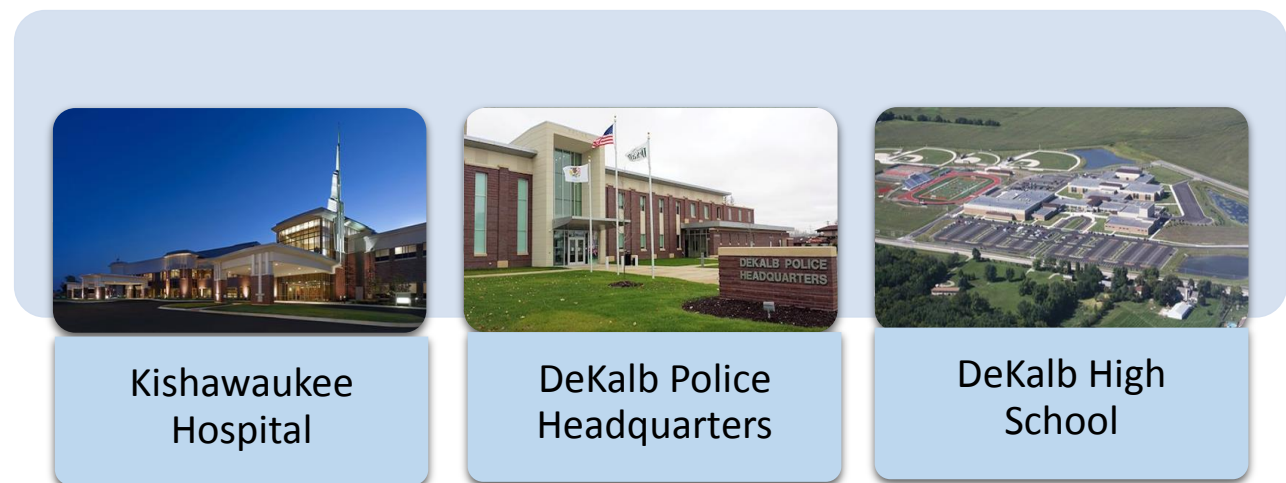 DEKALB POLICE
HEADQUARTERS
Kishawaukee
Hospital
DeKalb Police
Headquarters
DeKalb High
School